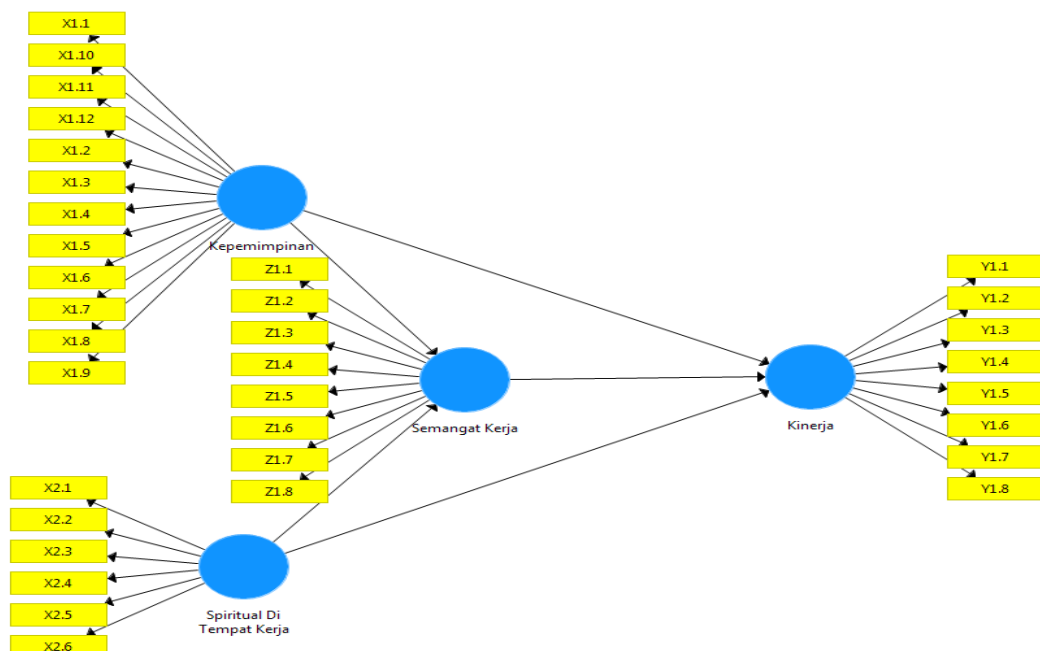 X1.1
X1.10
X1.11
X1.12
X1.2
X1.3
X1.4
X1.5
X1.6
X1.7
X1.8
X1.9
Kepemimpinan
Z1.1
Z1.2
Z1.3
Z1.4
Z1.5
Z1.6
Z1.7
Z1.8
Semangat Kerja
Y1.1
Y1.2
Y1.3
Y1.4
Y1.5
Y1.6
Y1.7
Y1.8
Kinerja
X2.1
X2.2
X2.3
X2.4
X2.5
X2.6
Spiritual Di
Tempat Kerja